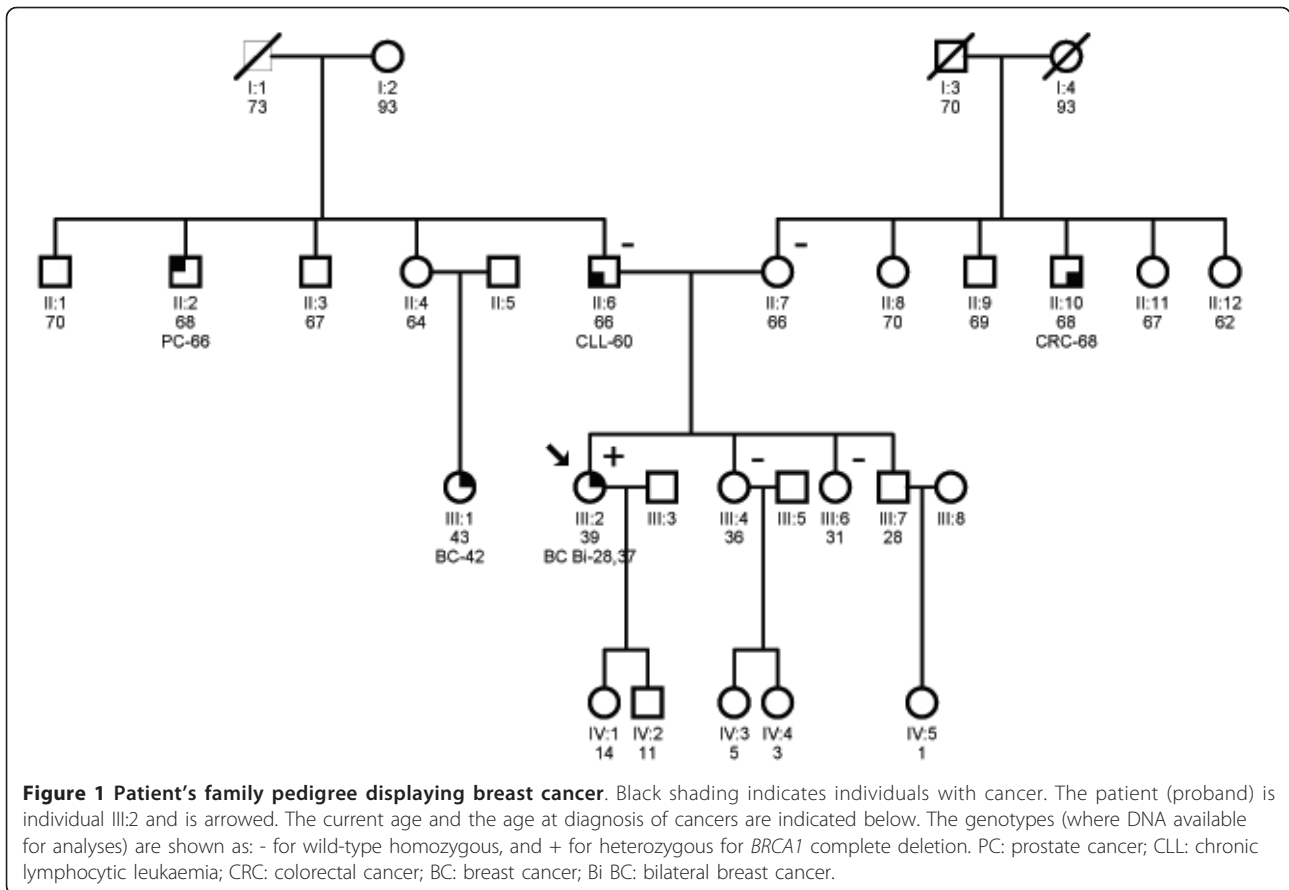 I:1 I:2 I:3 I:4
73 93 70 93
- -
II:1 II:2 II:3 II:4 II:5 II:6 II:7 II:8 II:9 II:10 II:11 II:12
70 68 67 64 66 66 70 69 68 67 62
PC-66 CLL-60 CRC-68
+ - -
III:1 III:2 III:3 III:4 III:5 III:6 III:7 III:8
43 39 36 31 28
BC-42 BC Bi-28,37
IV:1 IV:2 IV:3 IV:4 IV:5
14 11 5 3 1
Figure 1 Patient's family pedigree displaying breast cancer. Black shading indicates individuals with cancer. The patient (proband) is
individual III:2 and is arrowed. The current age and the age at diagnosis of cancers are indicated below. The genotypes (where DNA available
for analyses) are shown as: - for wild-type homozygous, and + for heterozygous for BRCA1 complete deletion. PC: prostate cancer; CLL: chronic
lymphocytic leukaemia; CRC: colorectal cancer; BC: breast cancer; Bi BC: bilateral breast cancer.